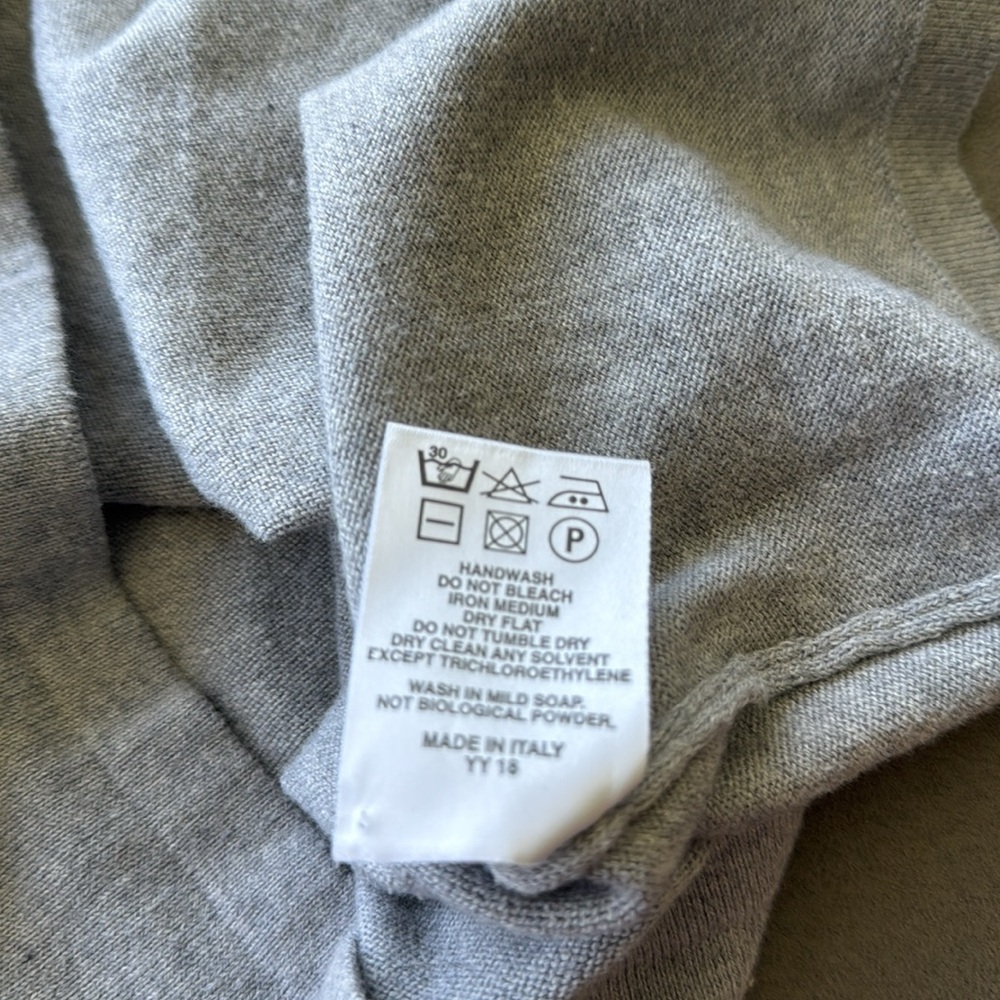 30
P
HANDWASH
DO NOT BLEACH
IRON MEDIUM
DRY FLAT
DO NOT TUMBLE DRY
DRY CLEAN ANY SOLVENT
EXCEPT TRICHLOROETHYLENE
WASH IN MILD SOAP.
NOT BIOLOGICAL POWDER.
MADE IN ITALY
YY 16